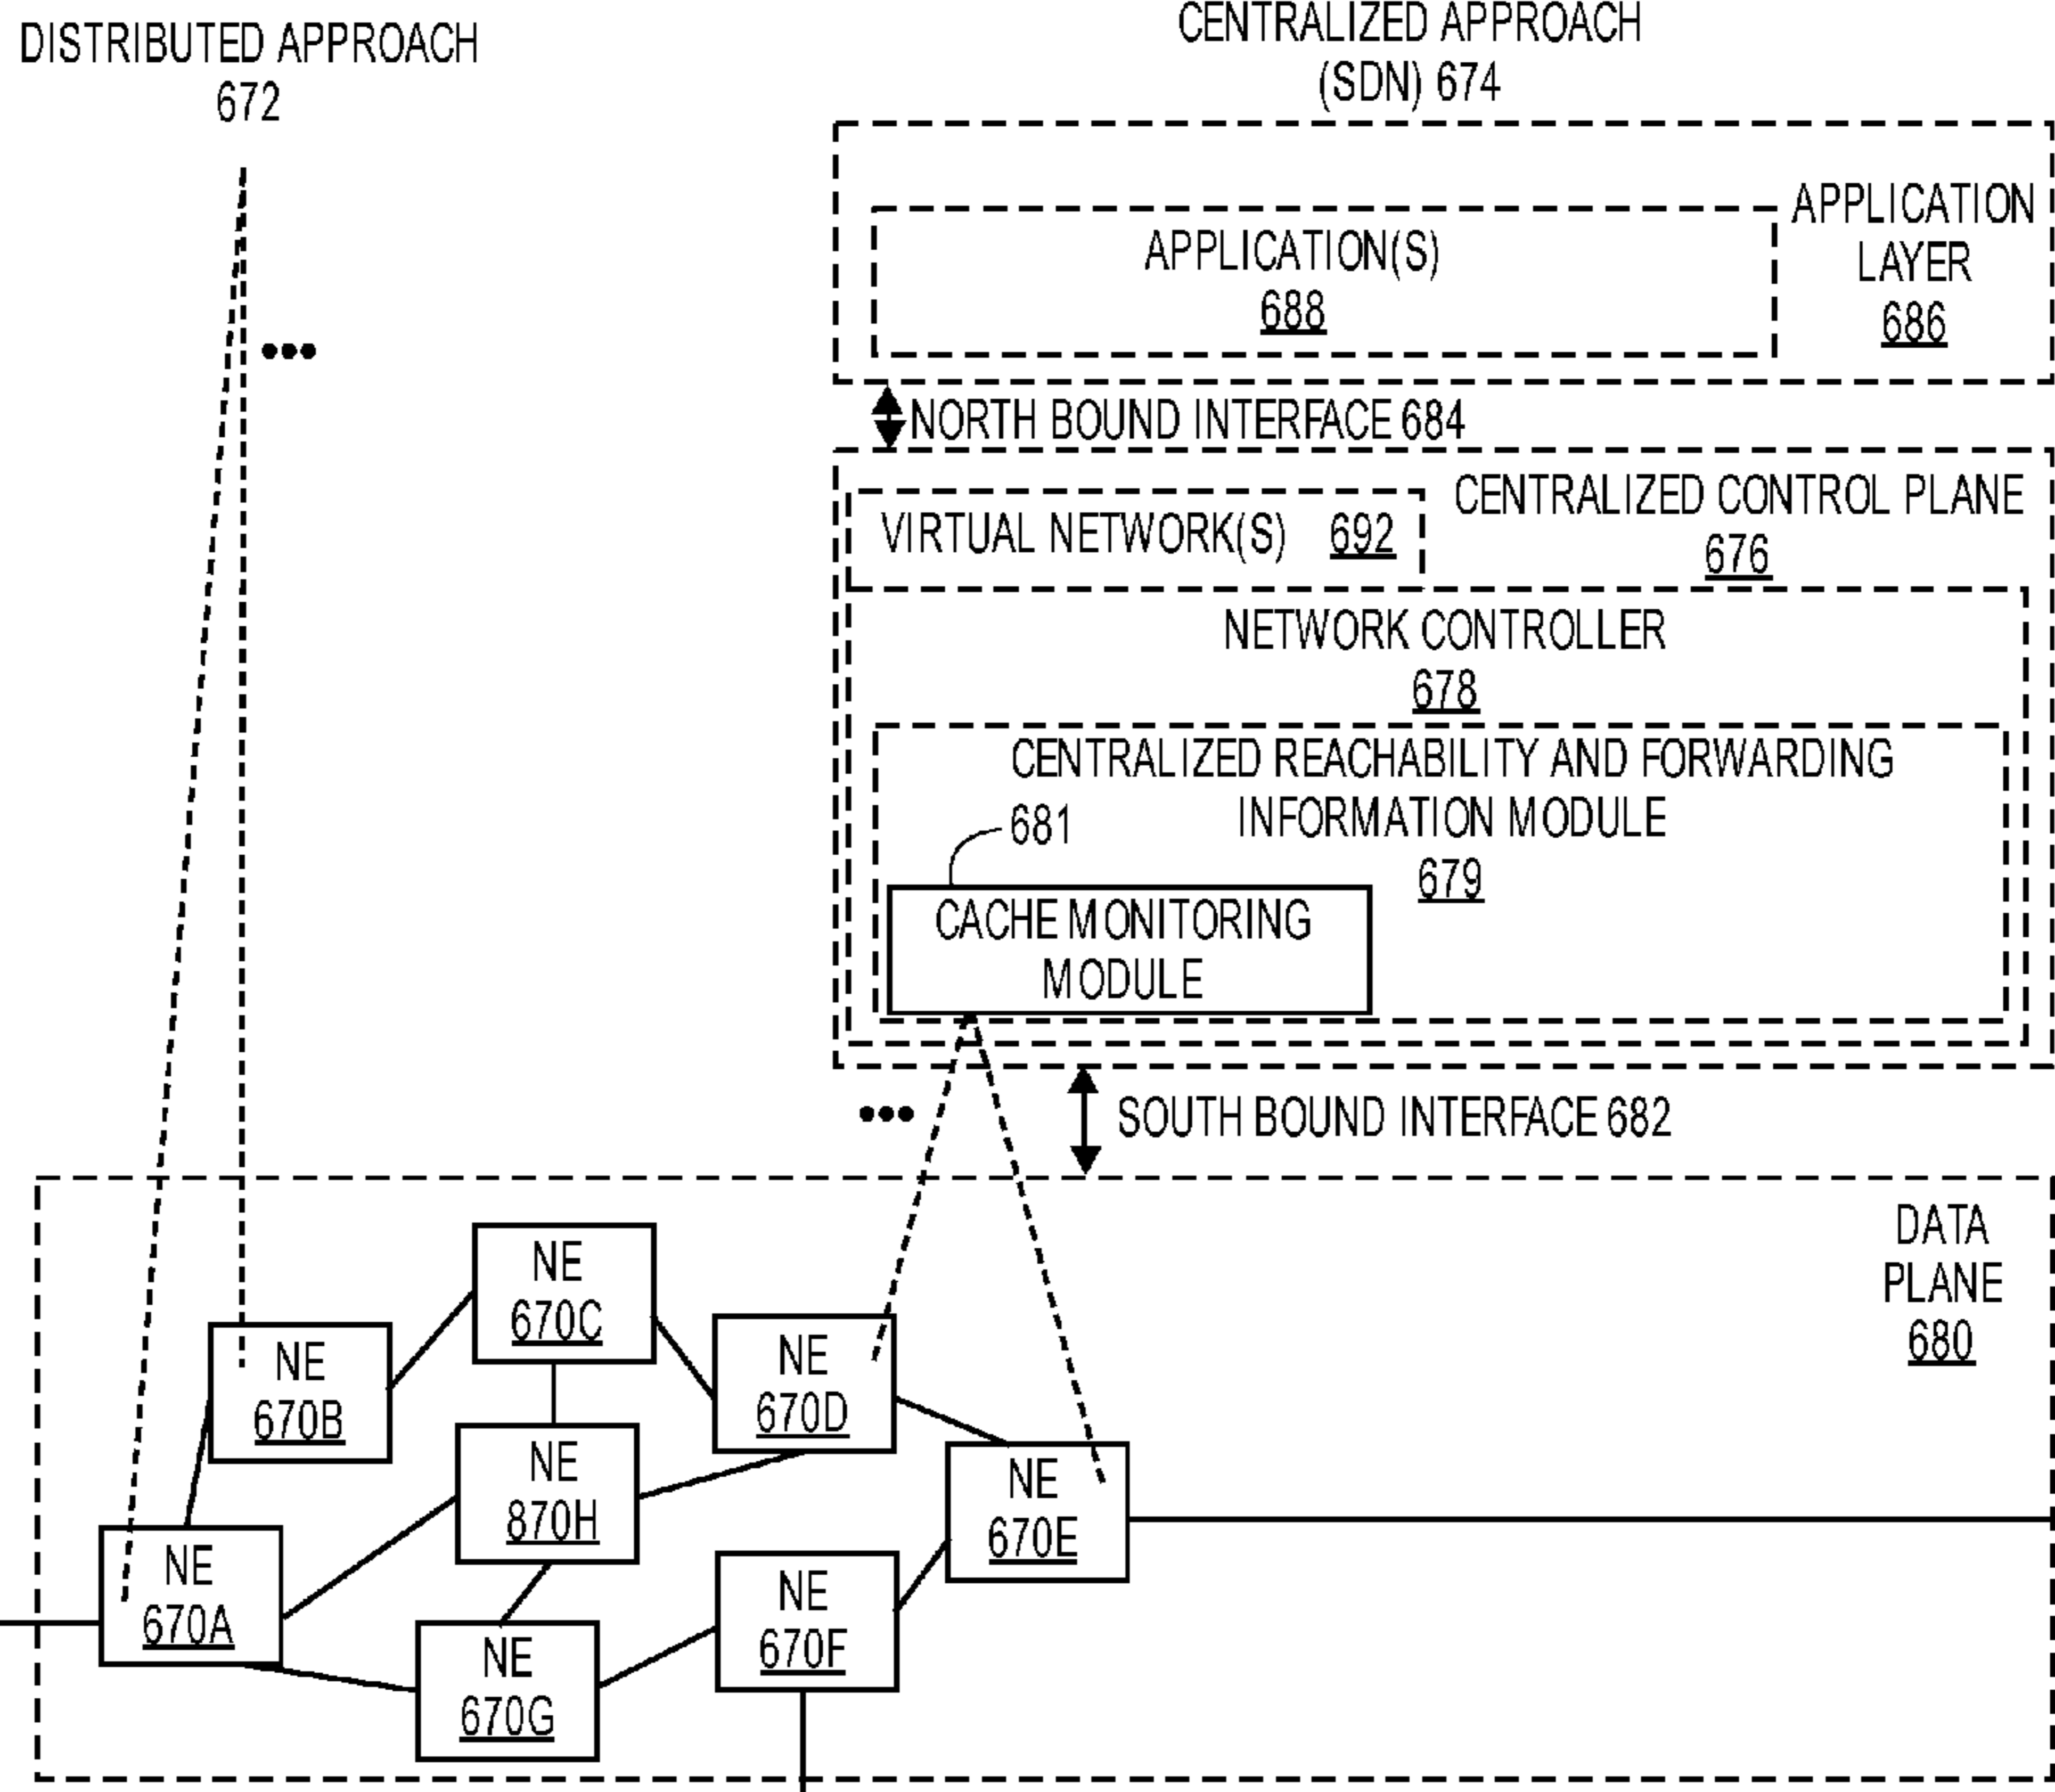 DISTRIBUTED APPROACH
672
CENTRALIZED APPROACH
(SDN) 674
APPLICATION(S)
688
APPLICATION
LAYER
686
NORTH BOUND INTERFACE 684
VIRTUAL NETWORK(S) 692
CENTRALIZED CONTROL PLANE
676
NETWORK CONTROLLER
678
CENTRALIZED REACHABILITY AND FORWARDING
INFORMATION MODULE
679
681
CACHE MONITORING
MODULE
SOUTH BOUND INTERFACE 682
DATA
PLANE
680
NE
670C
NE
670B
NE
670D
NE
870H
NE
670E
NE
670A
NE
670F
NE
670G